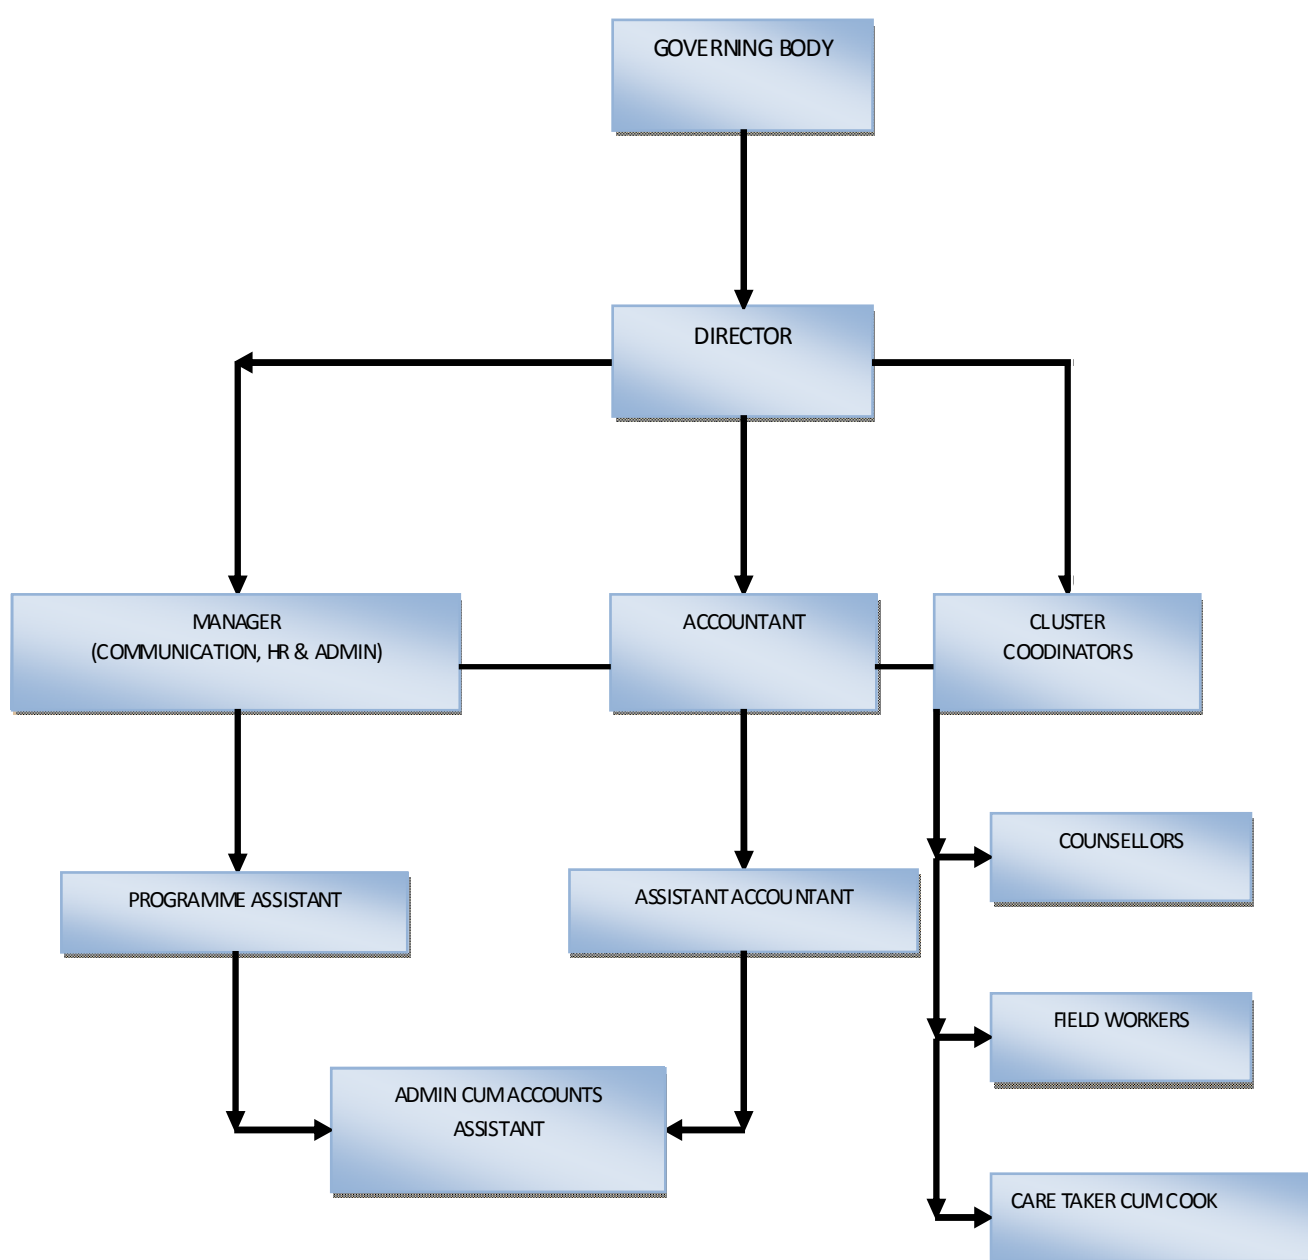 GOVERNING BODY
DIRECTOR
MANAGER
(COMMUNICATION, HR & ADMIN)
ACCOUNTANT
CLUSTER
COODINATORS
COUNSELLORS
PROGRAMME ASSISTANT
ASSISTANT ACCOUNTANT
FIELD WORKERS
ADMIN CUM ACCOUNTS
ASSISTANT
CARE TAKER CUM COOK